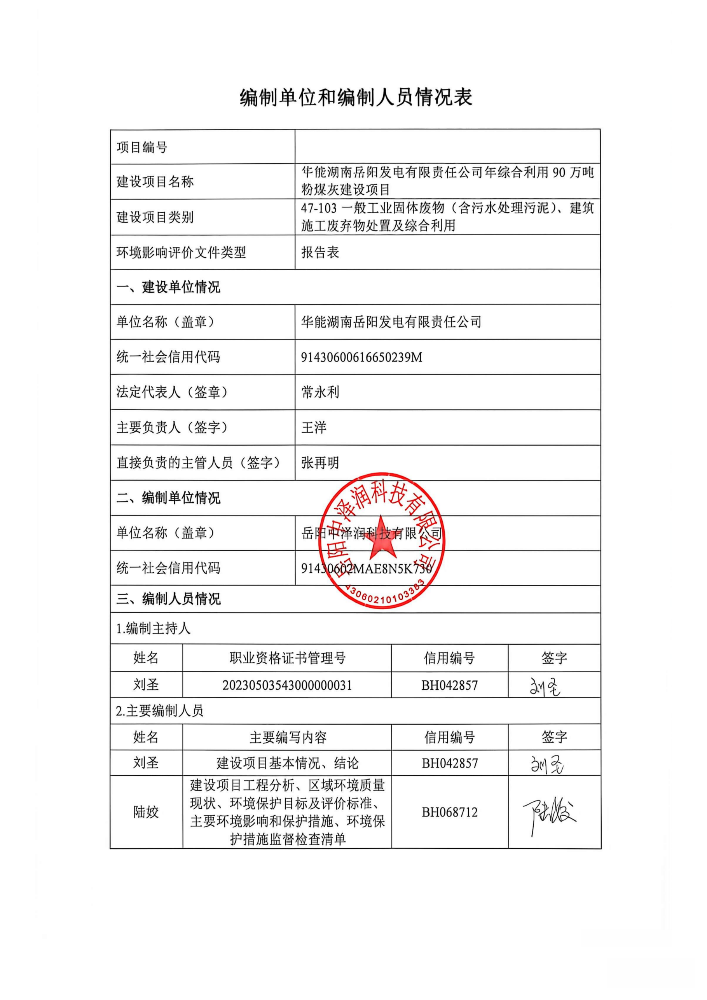 编制单位和编制人员情况表
项目编号
建设项目名称
华能湖南岳阳发电有限责任公司年综合利用 90 万吨
粉煤灰建设项目
建设项目类别
47-103 一般工业固体废物（含污水处理污泥）、建筑
施工废弃物处置及综合利用
环境影响评价文件类型
报告表
一、建设单位情况
单位名称（盖章）
华能湖南岳阳发电有限责任公司
统一社会信用代码
91430600616650239M
法定代表人（签章）
常永利
主要负责人（签字）
王洋
直接负责的主管人员（签字）
张再明
二、编制单位情况
单位名称（盖章）
岳阳中泽润科技有限公司
统一社会信用代码
91430602MAE8N5K730
岳阳中泽润科技有限公司
43060210103383
三、编制人员情况
1.编制主持人
姓名 职业资格证书管理号 信用编号 签字
刘圣 20230503543000000031 BH042857 刘圣
2.主要编制人员
姓名 主要编写内容 信用编号 签字
刘圣 建设项目基本情况、结论 BH042857 刘圣
陆姣
建设项目工程分析、区域环境质量
现状、环境保护目标及评价标准、
主要环境影响和保护措施、环境保
护措施监督检查清单
BH068712
陆姣